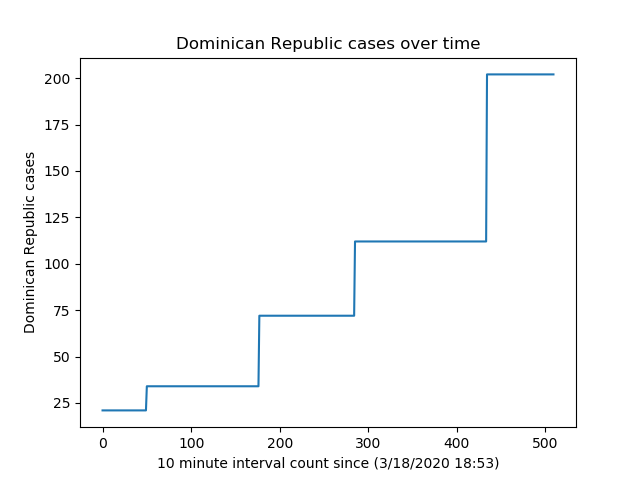 Dominican Republic cases over time
200
175
150
125
100
75
50
25
Dominican Republic cases
0 100 200 300 400 500
10 minute interval count since (3/18/2020 18:53)